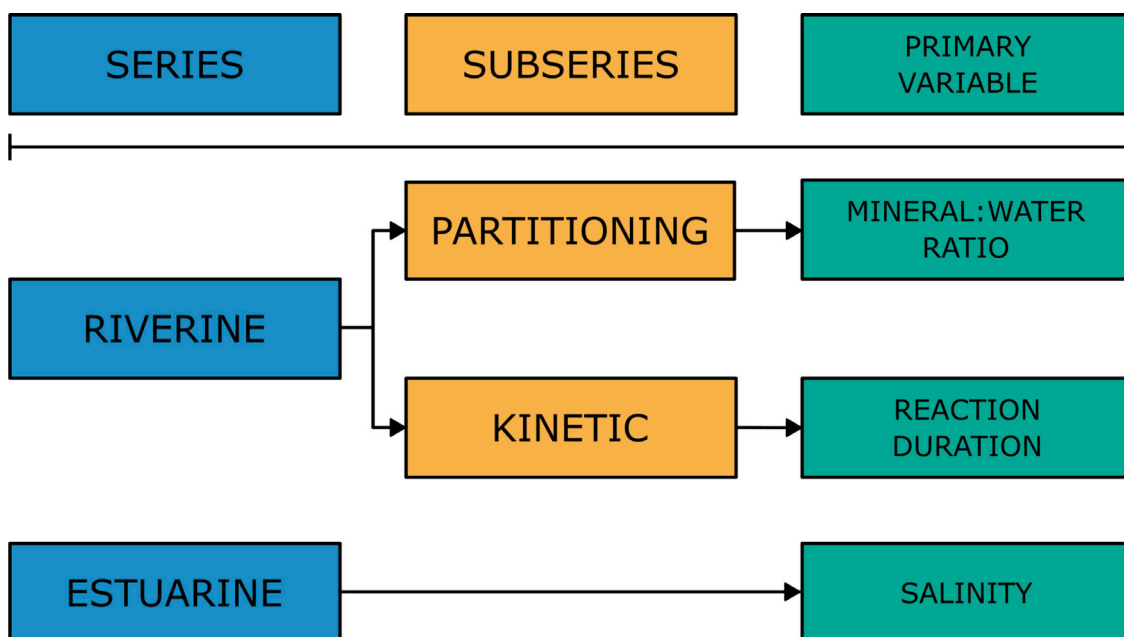 SERIES
SUBSERIES
PRIMARY
VARIABLE
PARTITIONING
MINERAL:WATER
RATIO
RIVERINE
KINETIC
REACTION
DURATION
ESTUARINE
SALINITY